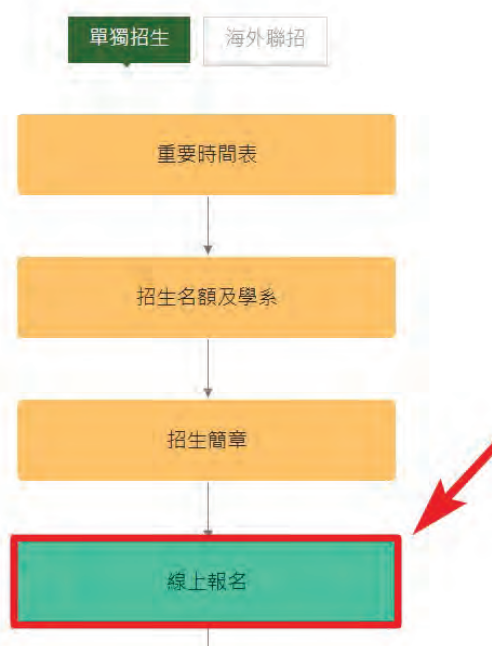 單獨招生
海外聯招
重要時間表
招生名額及學系
招生簡章
線上報名